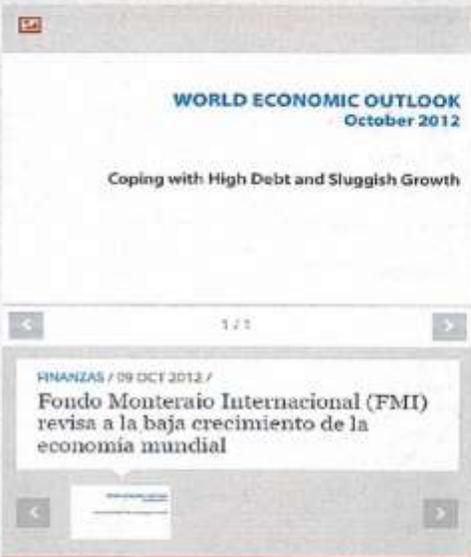 WORLD ECONOMIC OUTLOOK
October 2012
Coping with High Debt and Sluggish Growth
1 / 1
FINANZAS / 09 OCT 2012 /
Fondo Monteraio Internacional (FMI)
revisa a la baja crecimiento de la
economía mundial